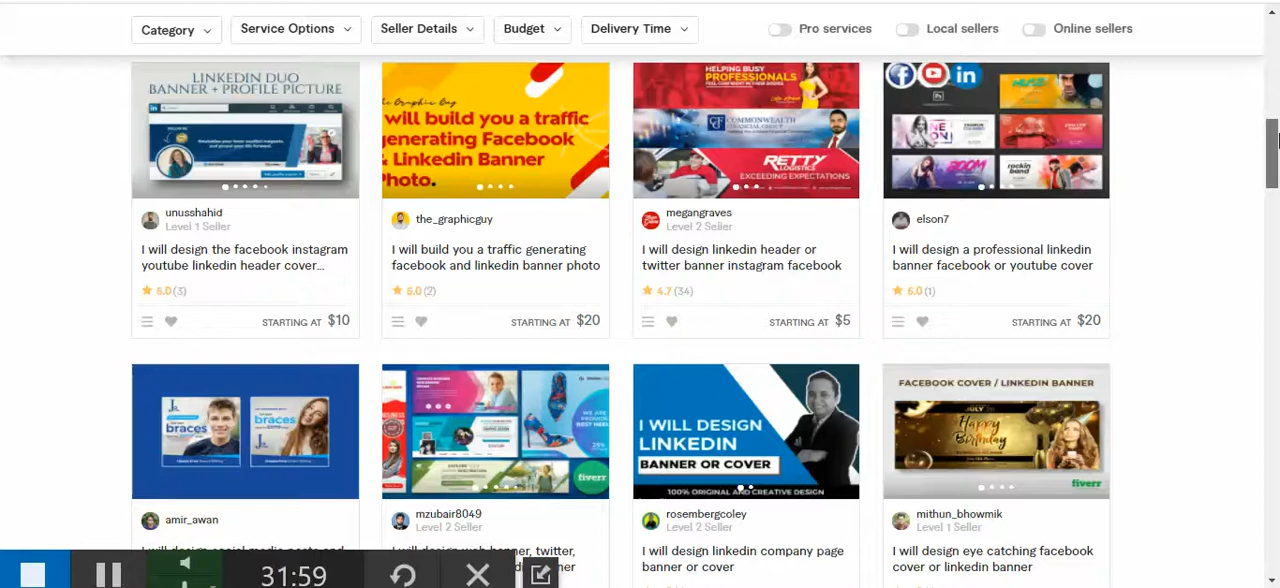 Category
Service Options
Seller Details
Budget
Delivery Time
Pro services
Local sellers
Online sellers
LINKEDIN DUO
BANNER + PROFILE PICTURE
will build you a traffic
generating Facebook
& Linkedin Banner
Photo.
HELPING BUSY
PROFESSIONALS
COMMONWEALTH
FINANCIAL GROUP
RETTY
LOGISTICS
EXCEEDING EXPECTATIONS
unusshahid
Level 1 Seller
I will design the facebook instagram
youtube linkedin header cover...
5.0 (3)
STARTING AT $10
the_graphicguy
I will build you a traffic generating
facebook and linkedin banner photo
5.0 (2)
STARTING AT $20
megangraves
Level 2 Seller
I will design linkedin header or
twitter banner instagram facebook
4.7 (34)
STARTING AT $5
elson7
I will design a professional linkedin
banner facebook or youtube cover
(1)
STARTING AT $20
braces
braces
fiverr
I WILL DESIGN
LINKEDIN
BANNER OR COVER
100% ORIGINAL AND CREATIVE DESIGN
FACEBOOK COVER / LINKEDIN BANNER
Happy
Birthday
fiverr
amir_awan
mzubair8049
Level 2 Seller
I will design web banner, twitter,
rosembergcoley
Level 2 Seller
I will design linkedin company page
banner or cover
mithun_bhowmik
Level 1 Seller
I will design eye catching facebook
cover or linkedin banner
31:59